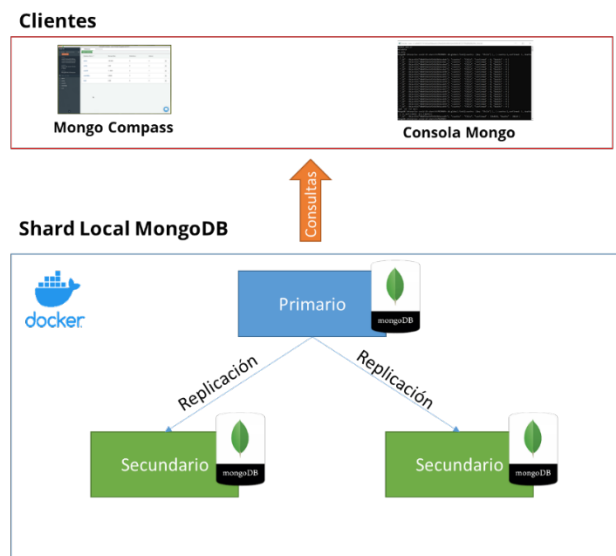 Clientes
Mongo Compass
Consola Mongo
Consultas
Shard Local MongoDB
docker
Primario
mongoDB
Replicación
Replicación
Secundario
mongoDB
Secundario
mongoDB